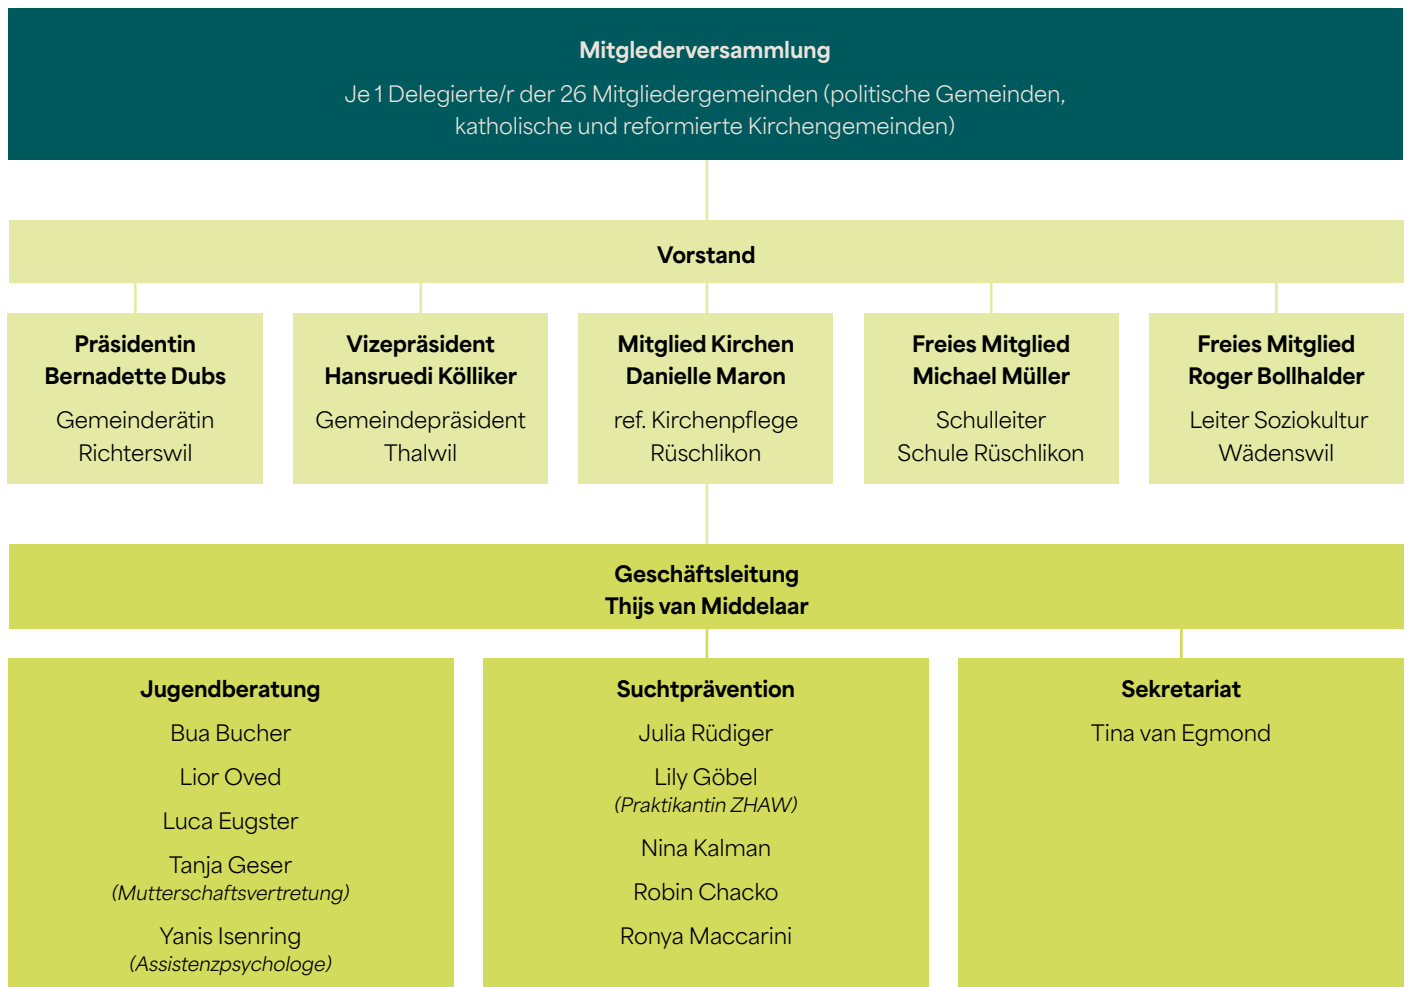 Mitglederversammlung
Je 1 Delegierte/r der 26 Mitgliedergemeinden (politische Gemeinden,
katholische und reformierte Kirchengemeinden)
Vorstand
Präsidentin
Bernadette Dubs
Gemeinderätin
Richterswil
Vizepräsident
Hansruedi Kölliker
Gemeindepräsident
Thalwil
Mitglied Kirchen
Danielle Maron
ref. Kirchenpflege
Rüschlikon
Freies Mitglied
Michael Müller
Schulleiter
Schule Rüschlikon
Freies Mitglied
Roger Bollhalder
Leiter Soziokultur
Wädenswil
Geschäftsleitung
Thijs van Middelaar
Jugendberatung
Bua Bucher
Lior Oved
Luca Eugster
Tanja Geser
(Mutterschaftsvertretung)
Yanis Isenring
(Assistenzpsychologe)
Suchtprävention
Julia Rüdiger
Lily Göbel
(Praktikantin ZHAW)
Nina Kalman
Robin Chacko
Ronya Maccarini
Sekretariat
Tina van Egmond